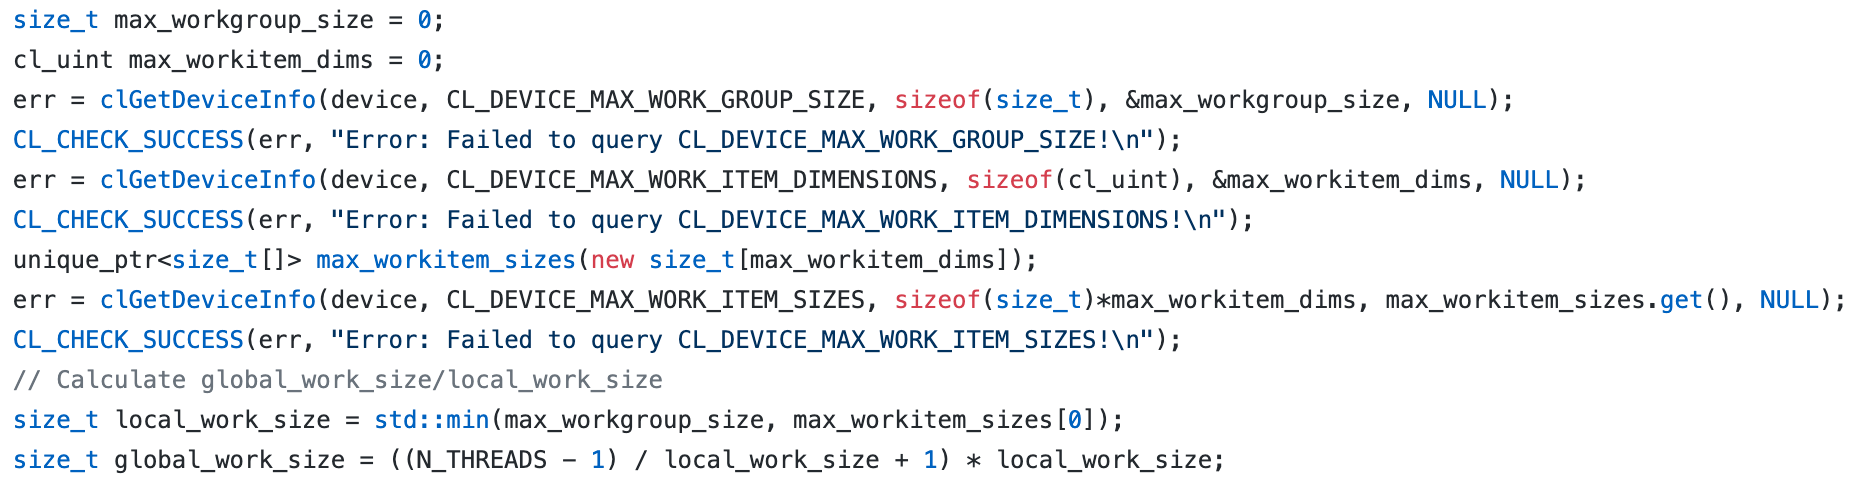 size_t max_workgroup_size = 0;
cl_uint max_workitem_dims = 0;
err = clGetDeviceInfo(device, CL_DEVICE_MAX_WORK_GROUP_SIZE, sizeof(size_t), &max_workgroup_size, NULL);
CL_CHECK_SUCCESS(err, "Error: Failed to query CL_DEVICE_MAX_WORK_GROUP_SIZE!\n");
err = clGetDeviceInfo(device, CL_DEVICE_MAX_WORK_ITEM_DIMENSIONS, sizeof(cl_uint), &max_workitem_dims, NULL);
CL_CHECK_SUCCESS(err, "Error: Failed to query CL_DEVICE_MAX_WORK_ITEM_DIMENSIONS!\n");
unique_ptr<size_t[]> max_workitem_sizes(new size_t[max_workitem_dims]);
err = clGetDeviceInfo(device, CL_DEVICE_MAX_WORK_ITEM_SIZES, sizeof(size_t)*max_workitem_dims, max_workitem_sizes.get(), NULL);
CL_CHECK_SUCCESS(err, "Error: Failed to query CL_DEVICE_MAX_WORK_ITEM_SIZES!\n");
// Calculate global_work_size/local_work_size
size_t local_work_size = std::min(max_workgroup_size, max_workitem_sizes[0]);
size_t global_work_size = ((N_THREADS - 1) / local_work_size + 1) * local_work_size;